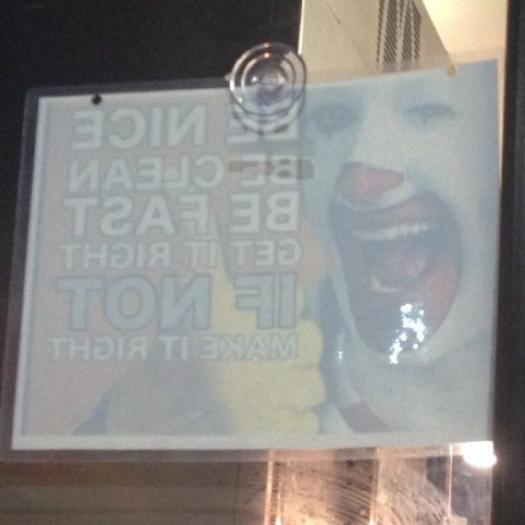 BE NICE
BE CLEAN
BE FAST
GET IT RIGHT
IF NOT
MAKE IT RIGHT